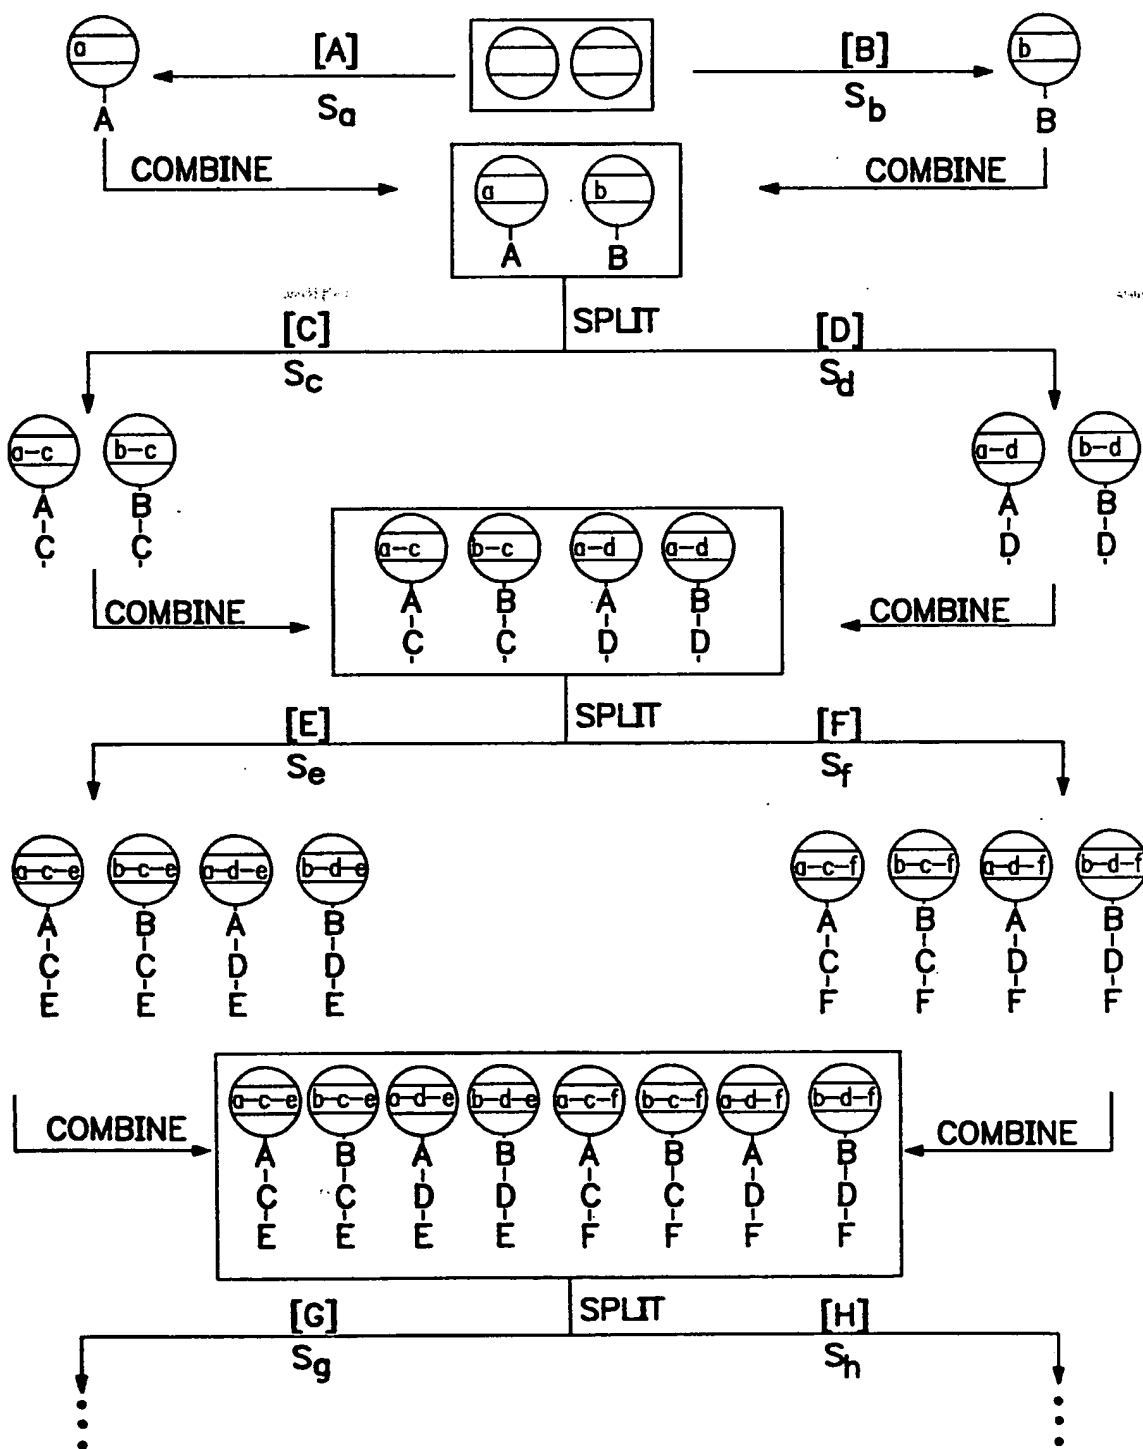 a [A] [B] b
Sa Sb
A B
COMBINE a b COMBINE
A B
SPLIT
[C] [D]
Sc Sd
a-c b-c a-d b-d
A B A B
C C D D
a-c b-c a-d a-d
COMBINE A B A B COMBINE
C C D D
SPLIT
[E] [F]
Se Sf
a-c-e b-c-e a-d-e b-d-e a-c-f b-c-f a-d-f b-d-f
A B A B A B A B
C C D D C C D D
E E E E F F F F
a-c-e b-c-e a-d-e b-d-e a-c-f b-c-f a-d-f b-d-f
COMBINE COMBINE
A B A B A B A B
C C D D C C D D
E E E E F F F F
SPLIT
[G] [H]
Sg Sh